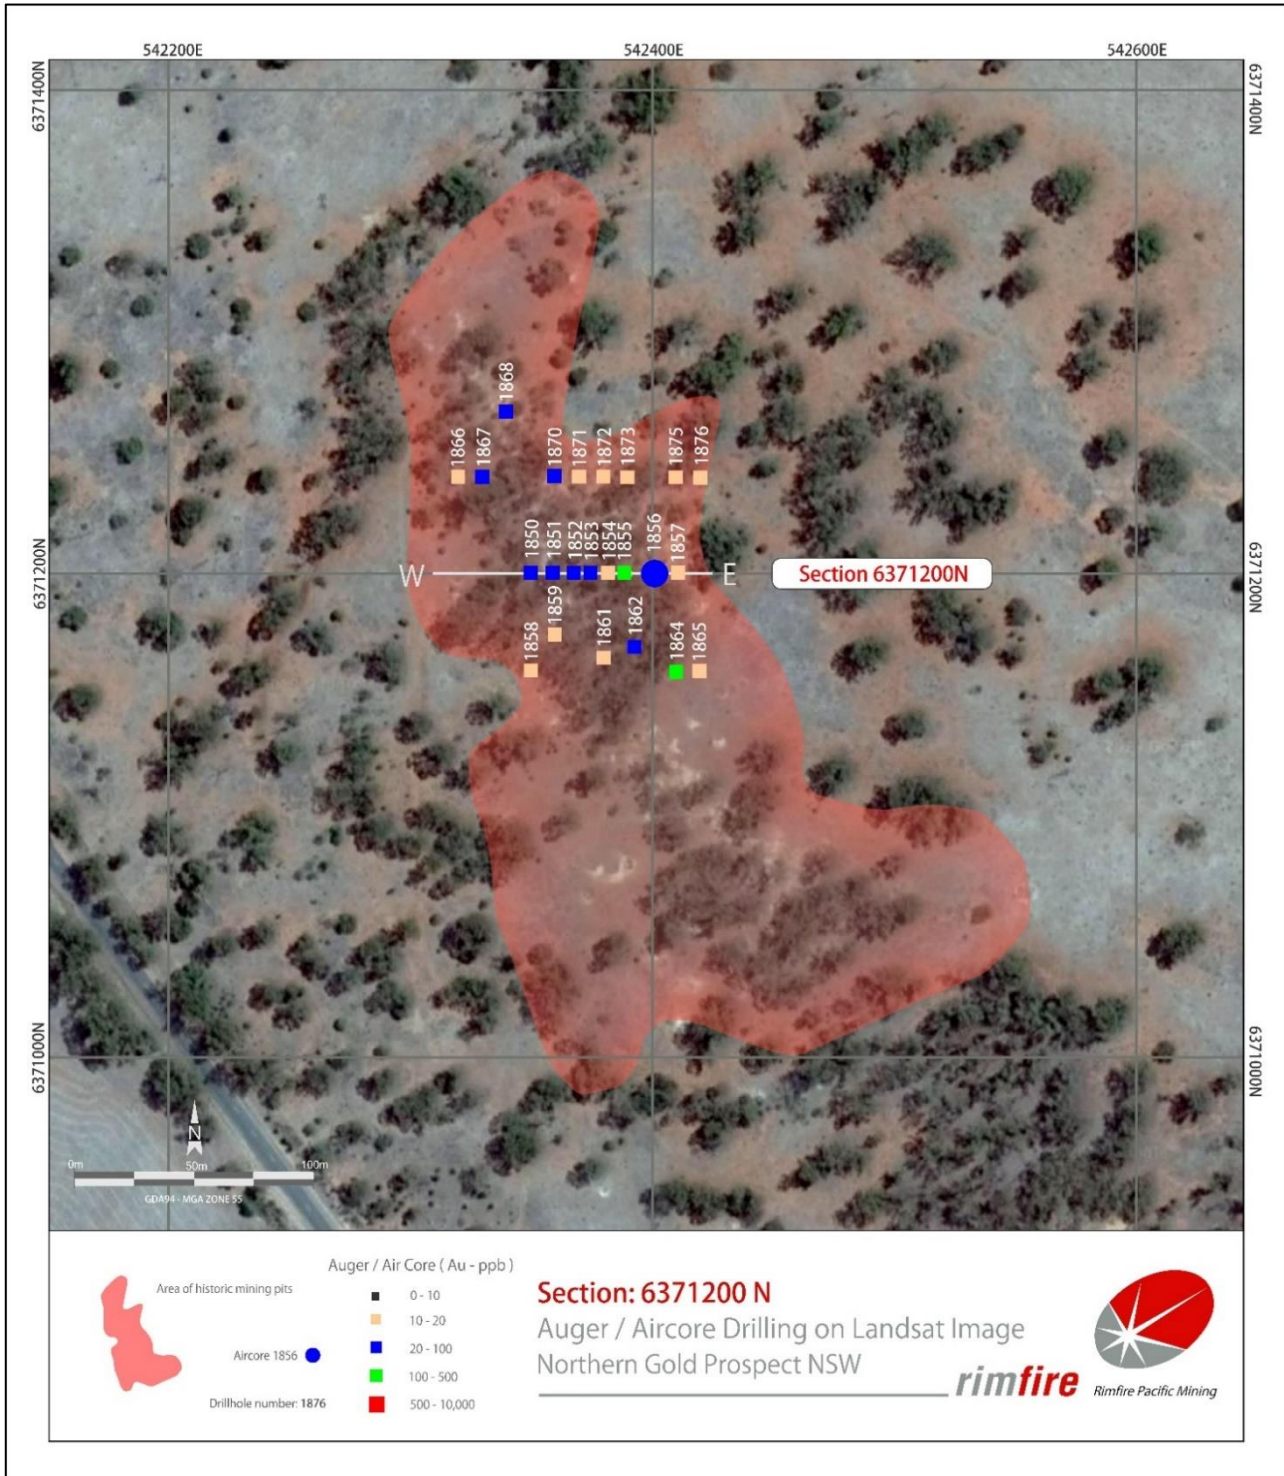 542200E
542400E
542600E
6371400N
6371400N
1868
1866
1867
1870
1871
1872
1873
1875
1876
1850
1851
1852
1853
1854
1855
1856
1857
6371200N
W
E
Section 6371200N
6371200N
1859
1858
1861
1862
1864
1865
6371000N
6371000N
N
0m 50m 100m
GDA94 - MGA ZONE 55
Area of historic mining pits
Aircore 1856
Drillhole number: 1876
Auger / Air Core ( Au - ppb )
0 - 10
10 - 20
20 - 100
100 - 500
500 - 10,000
Section: 6371200 N
Auger / Aircore Drilling on Landsat Image
Northern Gold Prospect NSW
rimfire
Rimfire Pacific Mining